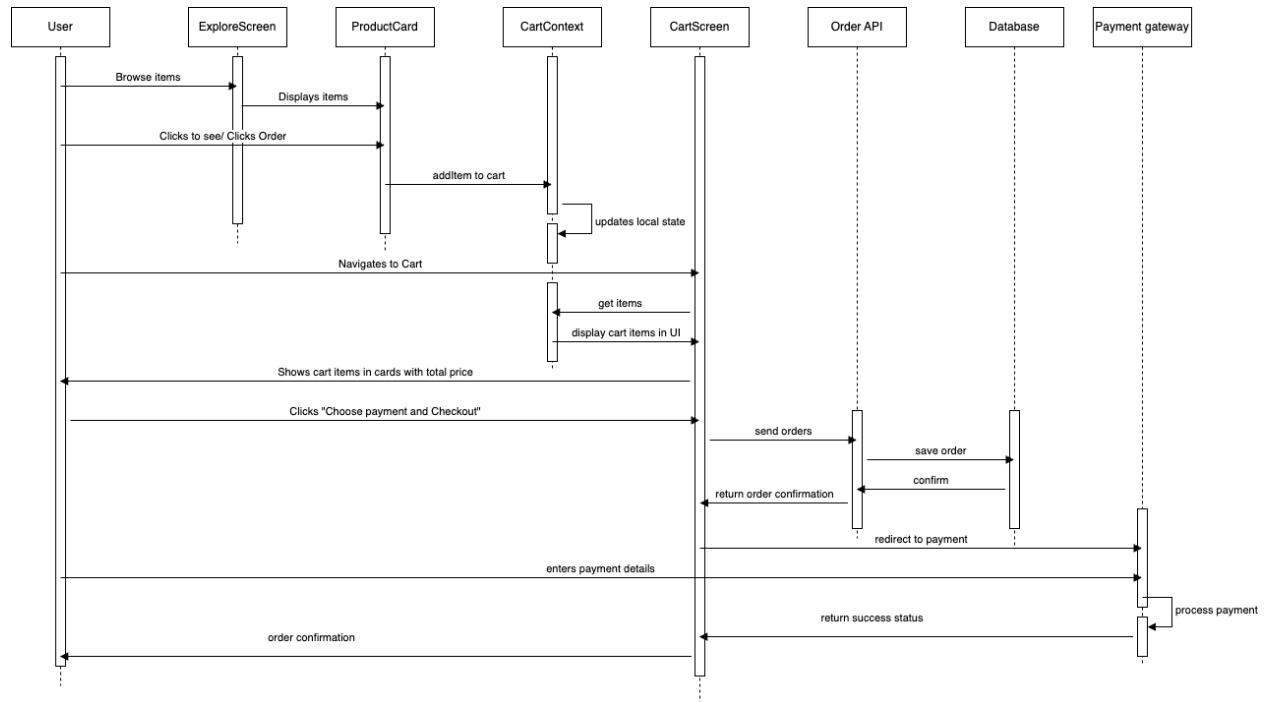 User
ExploreScreen
ProductCard
CartContext
CartScreen
Order API
Database
Payment gateway
Browse items
Displays items
Clicks to see/ Clicks Order
addItem to cart
updates local state
Navigates to Cart
get items
display cart items in UI
Shows cart items in cards with total price
Clicks "Choose payment and Checkout"
send orders
save order
confirm
return order confirmation
redirect to payment
enters payment details
process payment
return success status
order confirmation